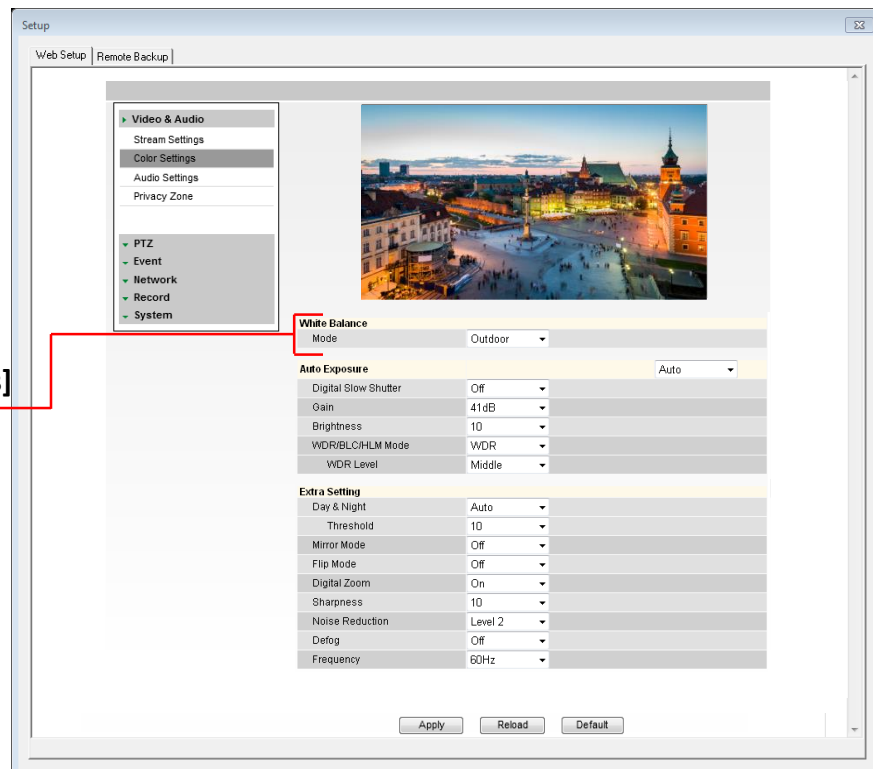 Setup
Web Setup Remote Backup
Video & Audio
Stream Settings
Color Settings
Audio Settings
Privacy Zone
PTZ
Event
Network
Record
System
White Balance
Mode Outdoor
]
Auto Exposure Auto
Digital Slow Shutter Off
Gain 41dB
Brightness 10
WDR/BLC/HLM Mode WDR
WDR Level Middle
Extra Setting
Day & Night Auto
Threshold 10
Mirror Mode Off
Flip Mode Off
Digital Zoom On
Sharpness 10
Noise Reduction Level 2
Defog Off
Frequency 60Hz
Apply Reload Default